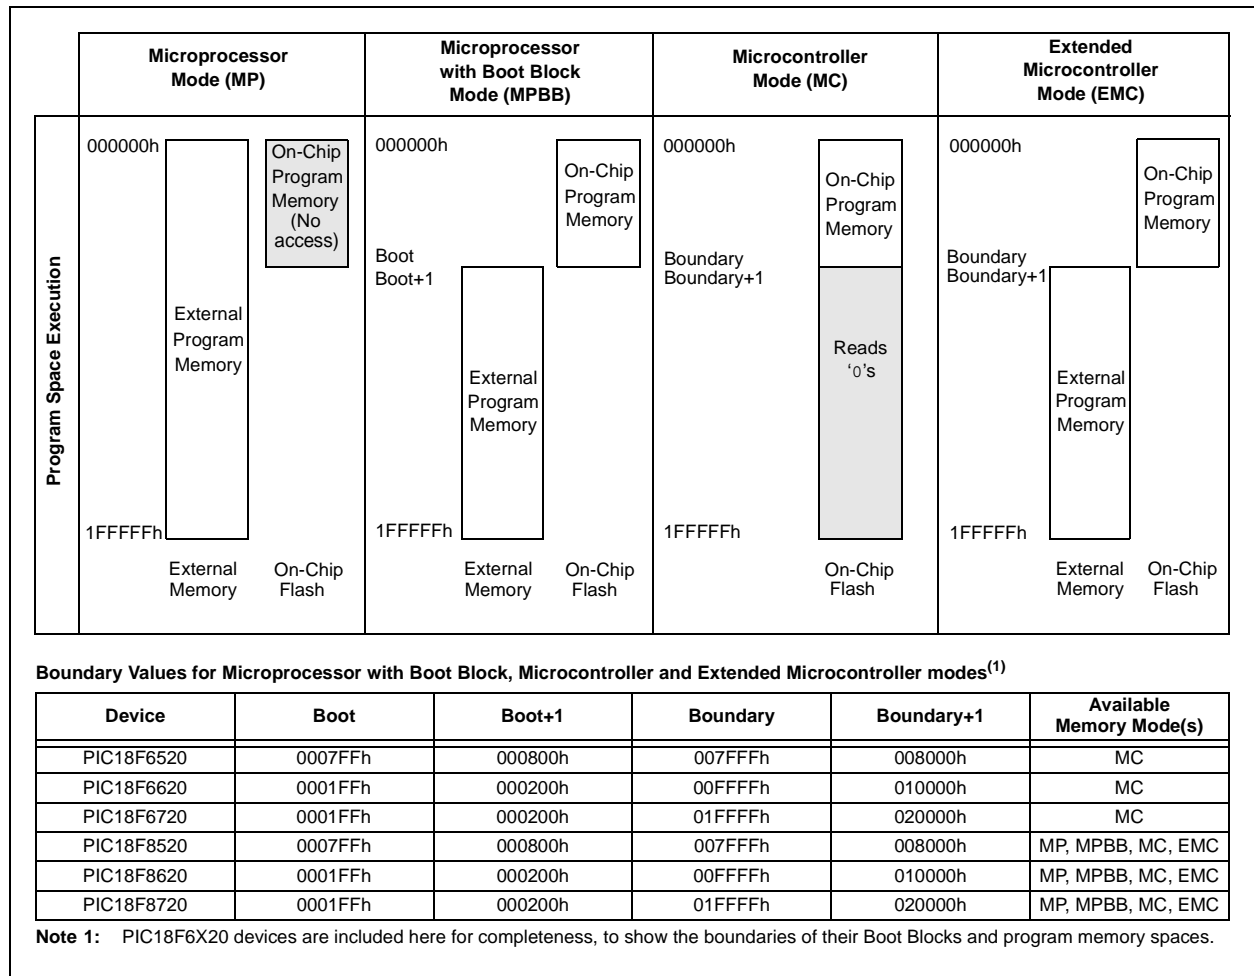 Microprocessor
Mode (MP)
Microprocessor
with Boot Block
Mode (MPBB)
Microcontroller
Mode (MC)
Extended
Microcontroller
Mode (EMC)
Program Space Execution
000000h
External
Program
Memory
On-Chip
Program
Memory
(No
access)
1FFFFFh
External
Memory
On-Chip
Flash
000000h
On-Chip
Program
Memory
Boot
Boot+1
External
Program
Memory
1FFFFFh
External
Memory
On-Chip
Flash
000000h
On-Chip
Program
Memory
Boundary
Boundary+1
Reads
‘0’s
1FFFFFh
On-Chip
Flash
000000h
On-Chip
Program
Memory
Boundary
Boundary+1
External
Program
Memory
1FFFFFh
External
Memory
On-Chip
Flash
Boundary Values for Microprocessor with Boot Block, Microcontroller and Extended Microcontroller modes(1)
Device Boot Boot+1 Boundary Boundary+1 Available Memory Mode(s)
PIC18F6520 0007FFh 000800h 007FFFh 008000h MC
PIC18F6620 0001FFh 000200h 00FFFFh 010000h MC
PIC18F6720 0001FFh 000200h 01FFFFh 020000h MC
PIC18F8520 0007FFh 000800h 007FFFh 008000h MP, MPBB, MC, EMC
PIC18F8620 0001FFh 000200h 00FFFFh 010000h MP, MPBB, MC, EMC
PIC18F8720 0001FFh 000200h 01FFFFh 020000h MP, MPBB, MC, EMC
Note 1: PIC18F6X20 devices are included here for completeness, to show the boundaries of their Boot Blocks and program memory spaces.